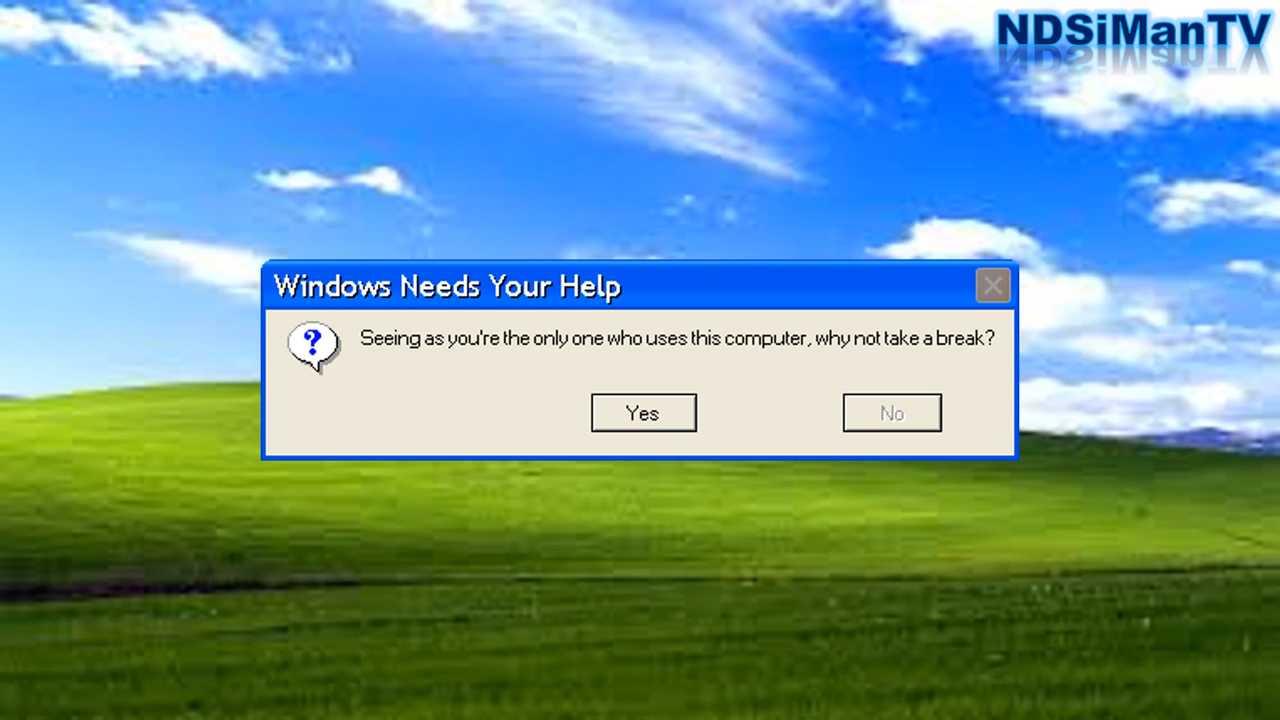 NDSiManTV
Windows Needs Your Help
Seeing as you're the only one who uses this computer, why not take a break?
Yes
No